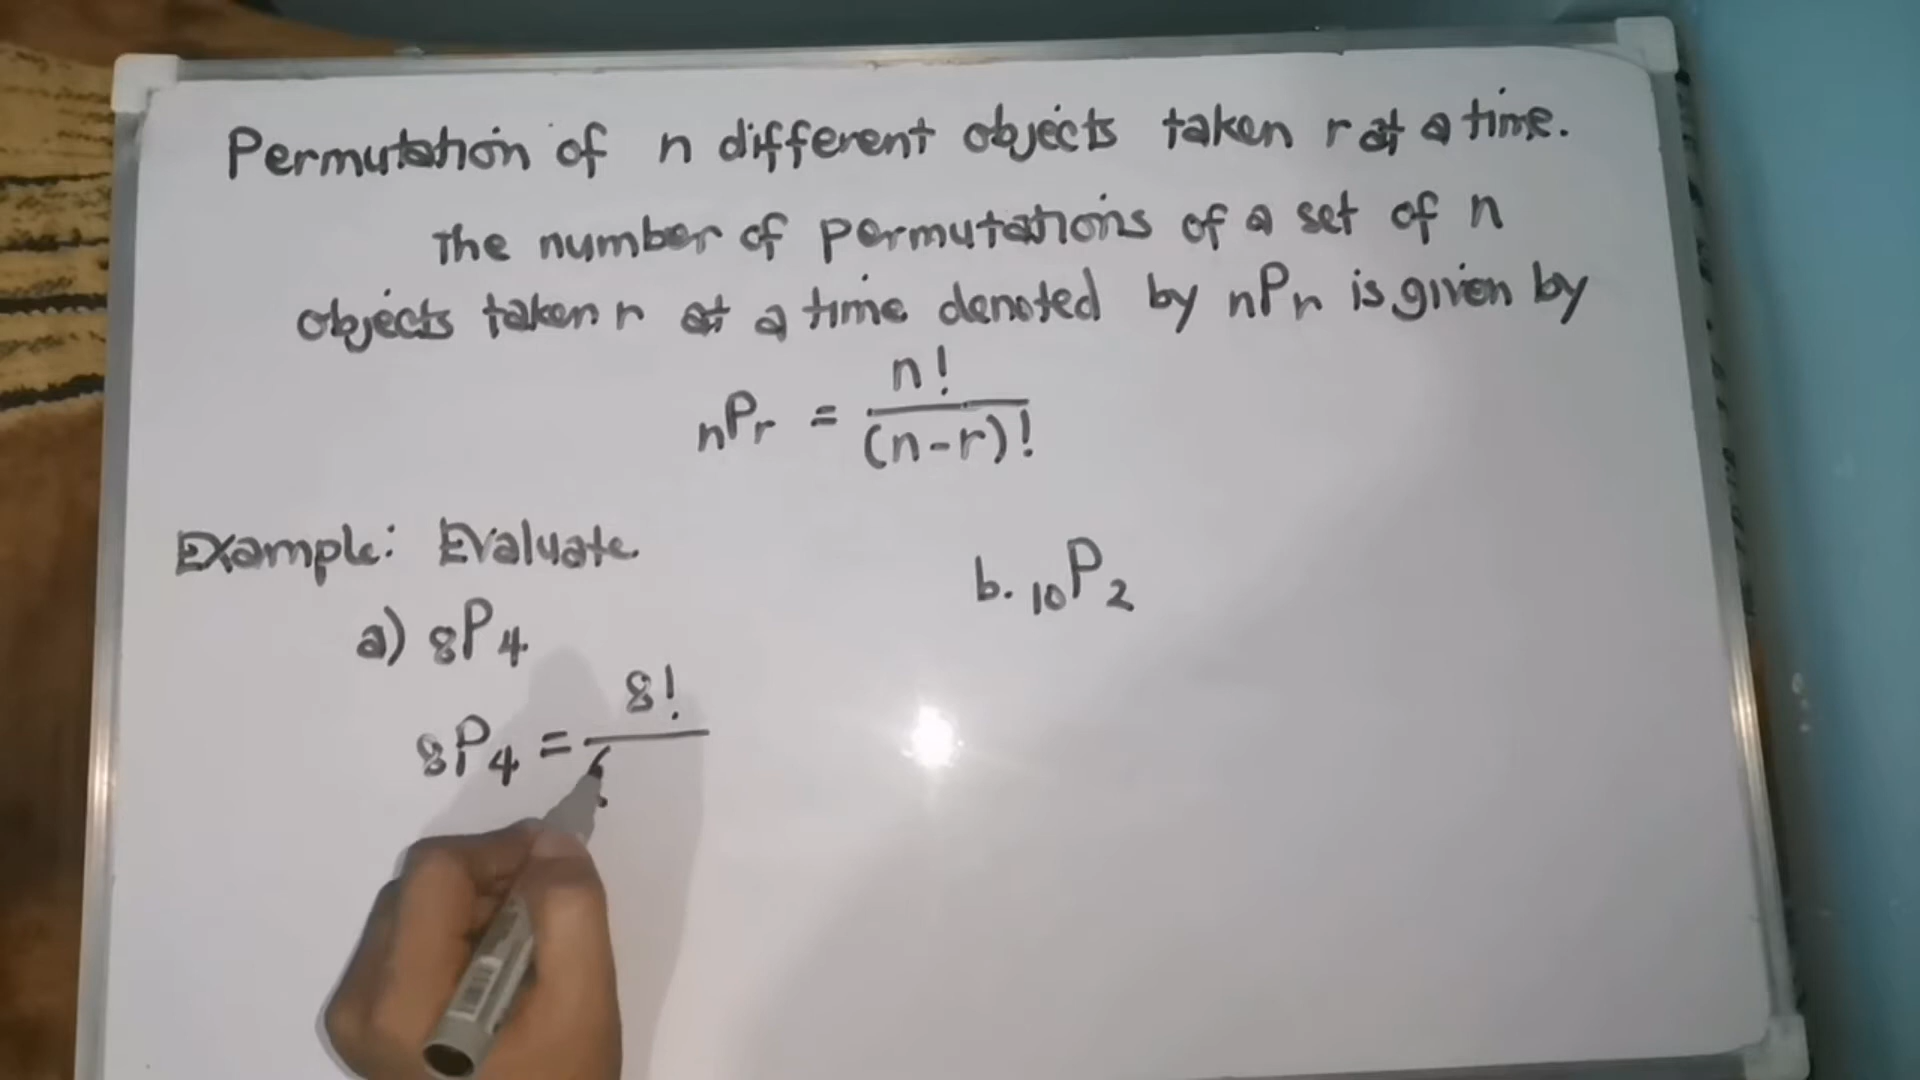 Permutation of n different objects taken r at a time.
The number of permutations of a set of n
objects taken r at a time denoted by nPr is given by
nPr = n!
(n-r)!
Example: Evaluate
a) 8P4
b. 10P2
8P4 = 8!
(